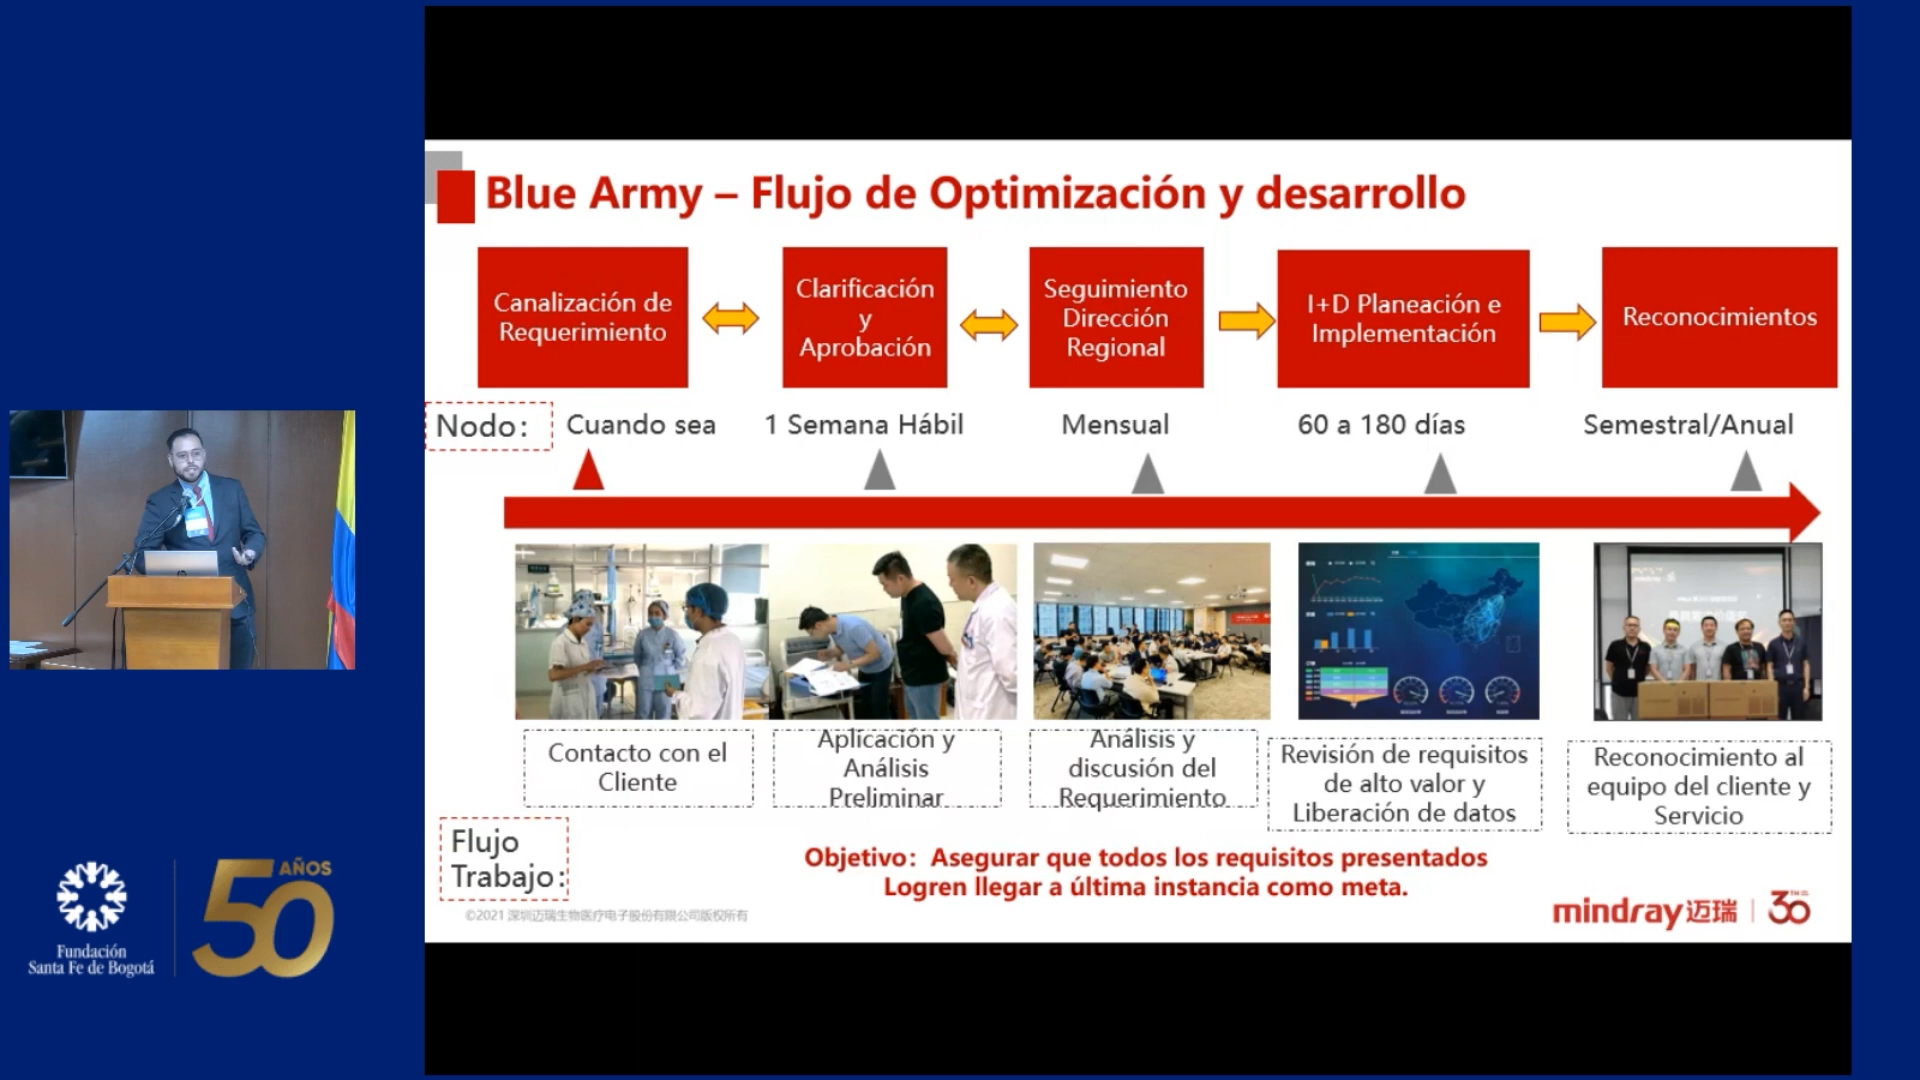 Blue Army – Flujo de Optimización y desarrollo
Canalización de
Requerimiento
Clarificación
y
Aprobación
Seguimiento
Dirección
Regional
I+D Planeación e
Implementación
Reconocimientos
Nodo:
Cuando sea
1 Semana Hábil
Mensual
60 a 180 días
Semestral/Anual
Contacto con el
Cliente
Aplicación y
Análisis
Preliminar
Análisis y
discusión del
Requerimiento
Revisión de requisitos
de alto valor y
Liberación de datos
Reconocimiento al
equipo del cliente y
Servicio
Flujo
Trabajo:
Objetivo: Asegurar que todos los requisitos presentados
Logren llegar a última instancia como meta.
©2021 深圳迈瑞生物医疗电子股份有限公司版权所有
mindray迈瑞 | 30TH
Fundación
Santa Fe de Bogotá
50 AÑOS